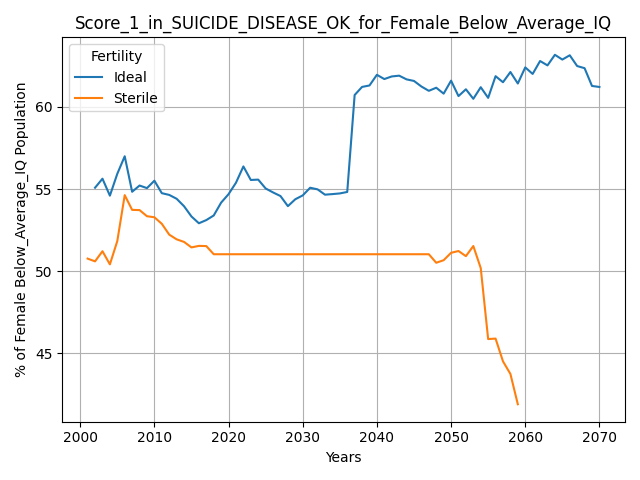 Score_1_in_SUICIDE_DISEASE_OK_for_Female_Below_Average_IQ
Fertility
Ideal
Sterile
% of Female Below_Average_IQ Population
60
55
50
45
2000 2010 2020 2030 2040 2050 2060 2070
Years